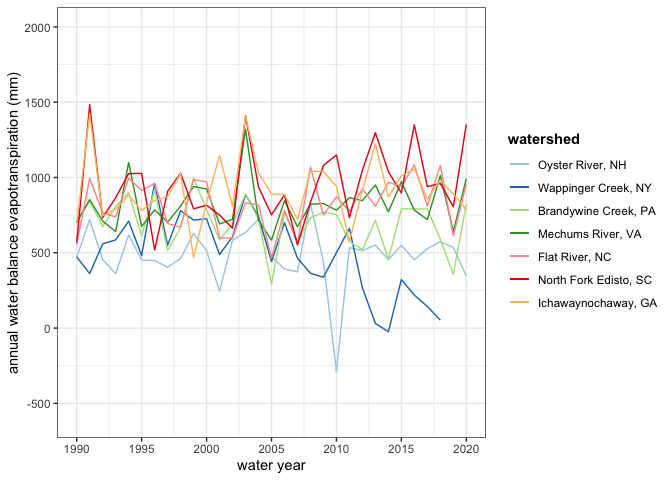 annual water balance evapotranspiration (mm)
2000
1500
1000
500
0
-500
1990
1995
2000
2005
2010
2015
2020
water year
watershed
Oyster River, NH
Wappinger Creek, NY
Brandywine Creek, PA
Mechums River, VA
Flat River, NC
North Fork Edisto, SC
Ichawaynochaway, GA